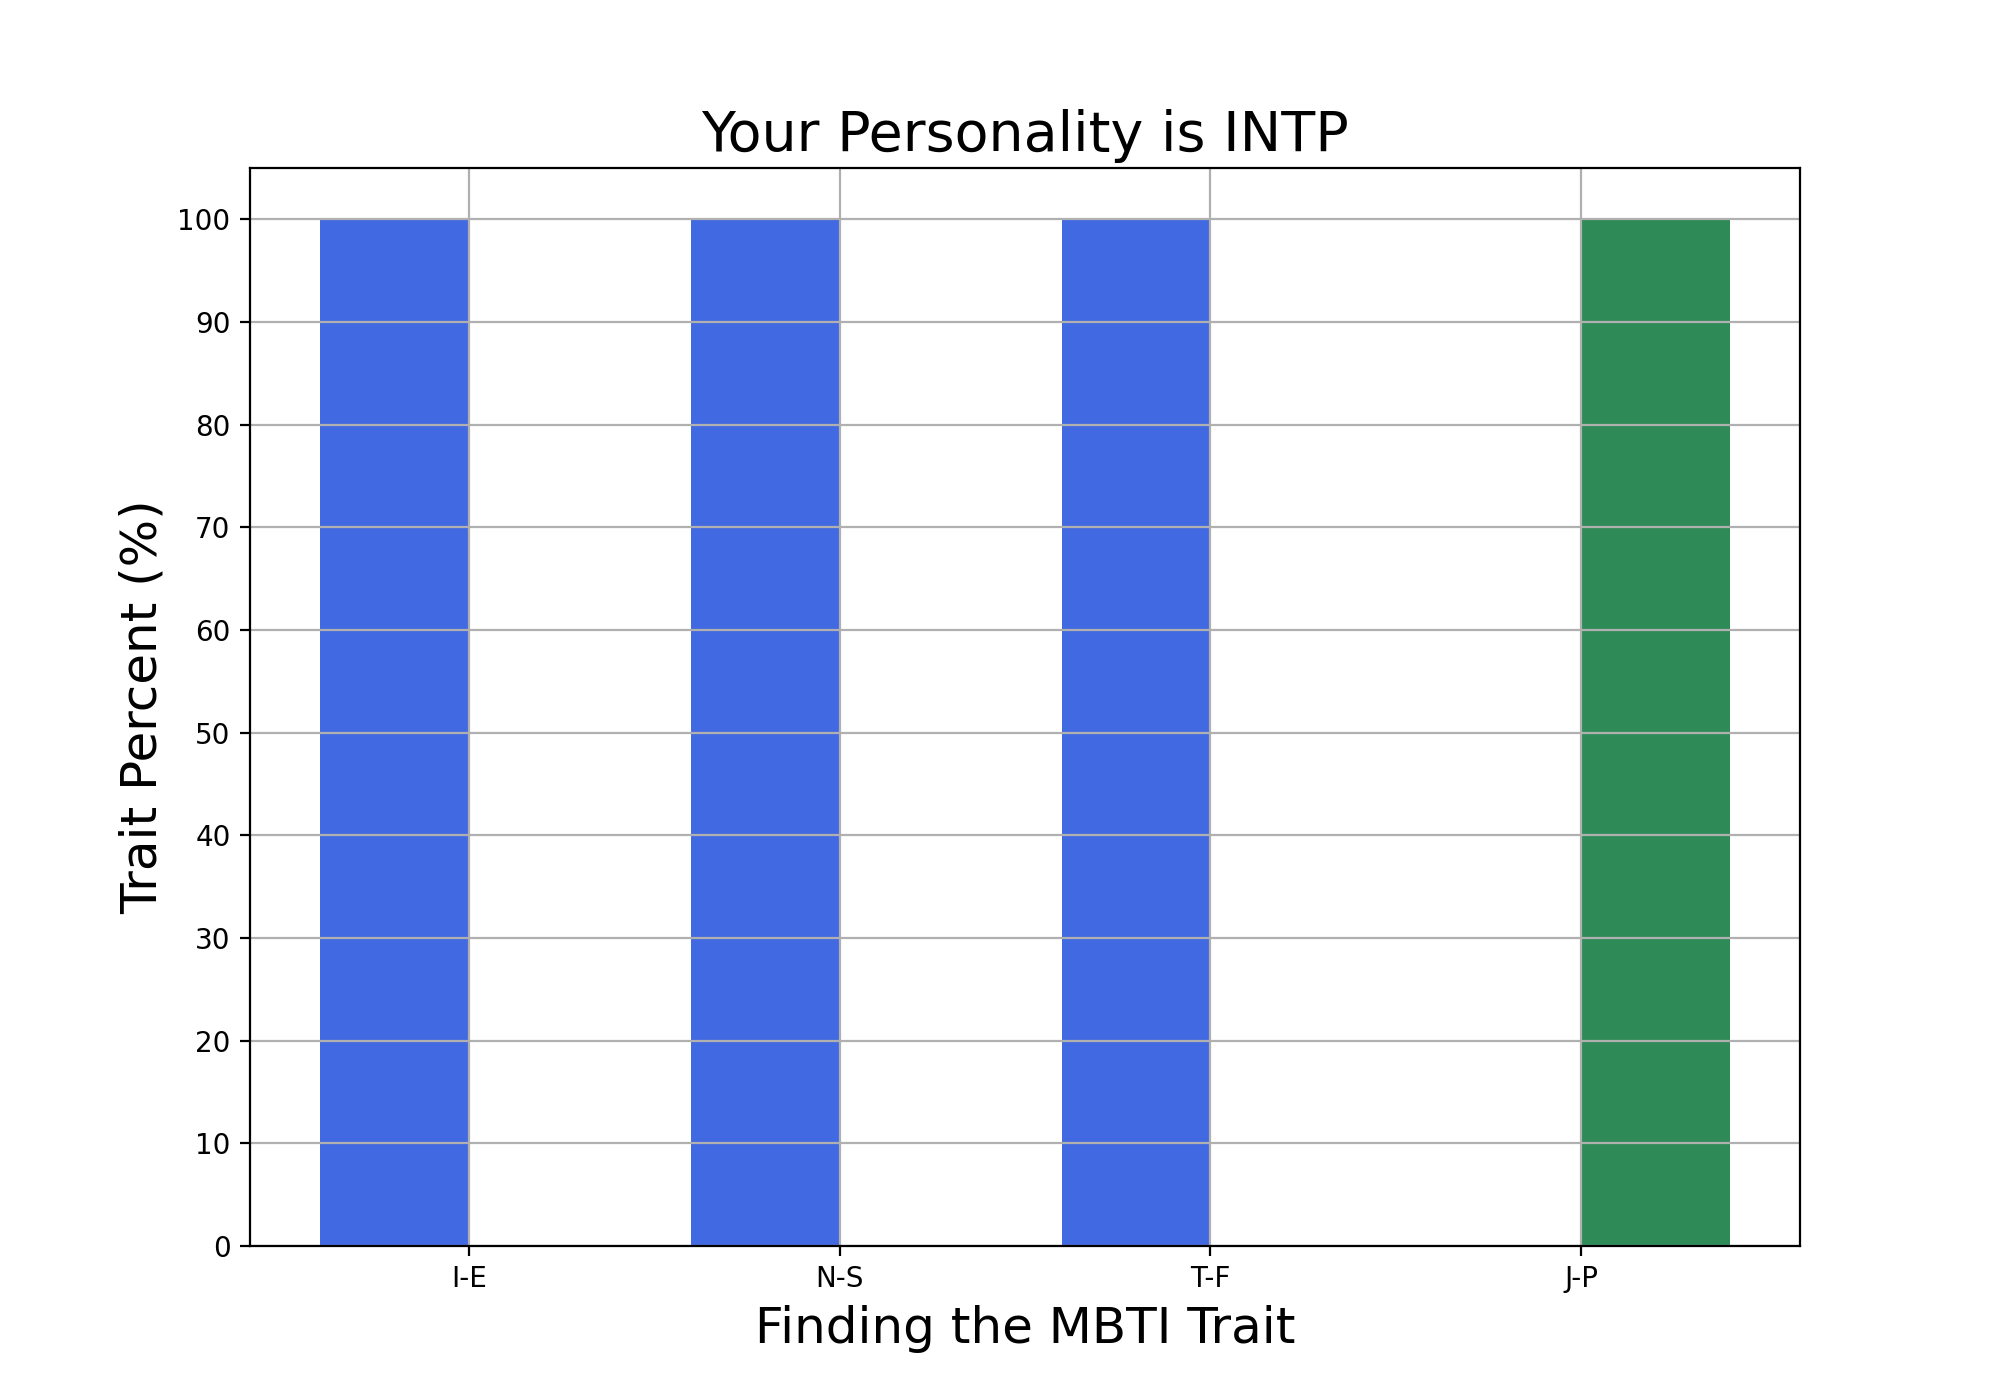 Your Personality is INTP
Trait Percent (%)
100
90
80
70
60
50
40
30
20
10
0
I-E
N-S
T-F
J-P
Finding the MBTI Trait